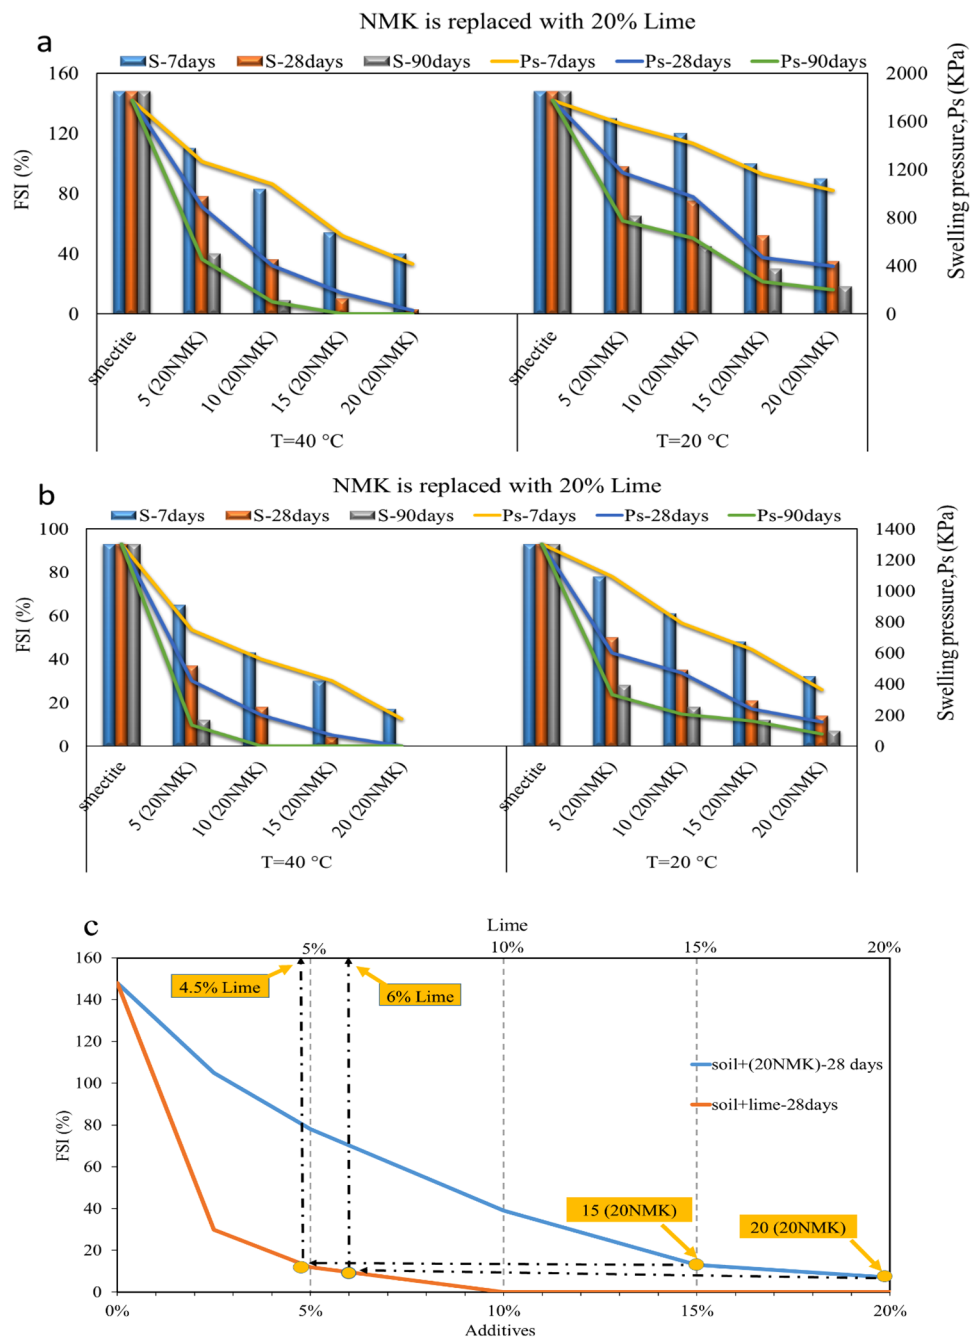 NMK is replaced with 20% Lime
a
S-7days S-28days S-90days Ps-7days Ps-28days Ps-90days
160 2000
1600
120
1200
80
800
40
400
0 0
FSI (%)
Swelling pressure,Ps (KPa)
smectite 5 (20NMK) 10 (20NMK) 15 (20NMK) 20 (20NMK) smectite 5 (20NMK) 10 (20NMK) 15 (20NMK) 20 (20NMK)
T=40 °C T=20 °C
b
NMK is replaced with 20% Lime
S-7days S-28days S-90days Ps-7days Ps-28days Ps-90days
100 1400
1200
80
1000
60 800
600
40
400
20
200
0 0
FSI (%)
Swelling pressure,Ps (KPa)
smectite 5 (20NMK) 10 (20NMK) 15 (20NMK) 20 (20NMK) smectite 5 (20NMK) 10 (20NMK) 15 (20NMK) 20 (20NMK)
T=40 °C T=20 °C
c
Lime
5% 10% 15% 20%
160
4.5% Lime
6% Lime
140
120
soil+(20NMK)-28 days
100
soil+lime-28days
80
FSI (%)
60
40
15 (20NMK)
20 (20NMK)
20
0
0% 5% 10% 15% 20%
Additives